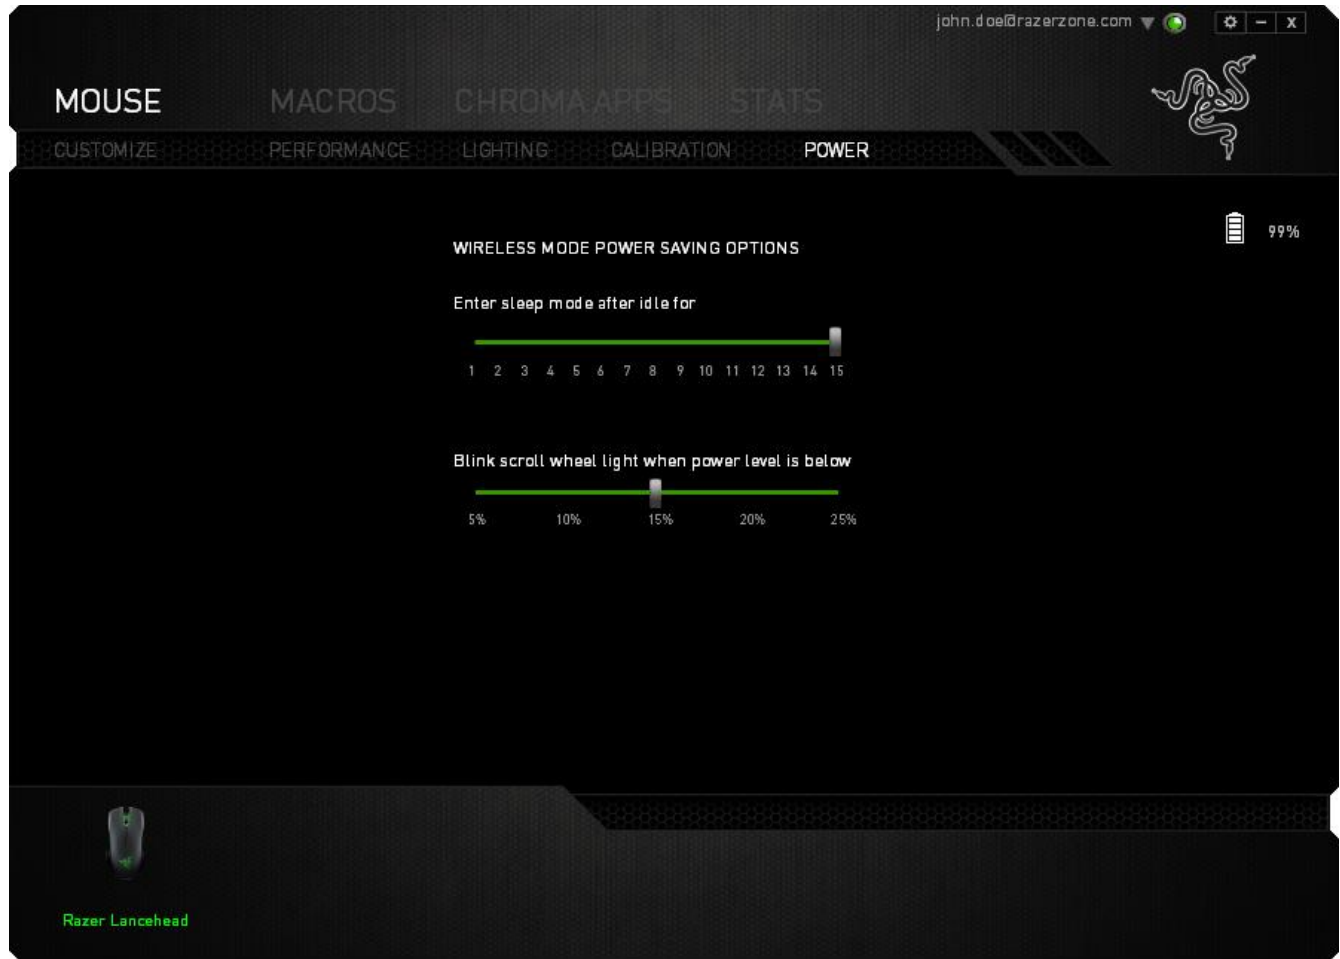 john.doe@razerzone.com
MOUSE MACROS CHROMA APPS STATS
CUSTOMIZE PERFORMANCE LIGHTING CALIBRATION POWER
99%
WIRELESS MODE POWER SAVING OPTIONS
Enter sleep mode after idle for
1 2 3 4 5 6 7 8 9 10 11 12 13 14 15
Blink scroll wheel light when power level is below
5% 10% 15% 20% 25%
Razer Lancehead